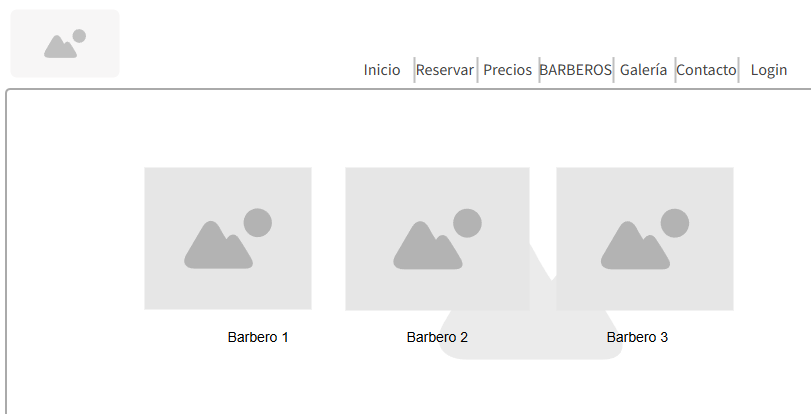 Inicio Reservar Precios BARBEROS Galería Contacto Login
Barbero 1 Barbero 2 Barbero 3